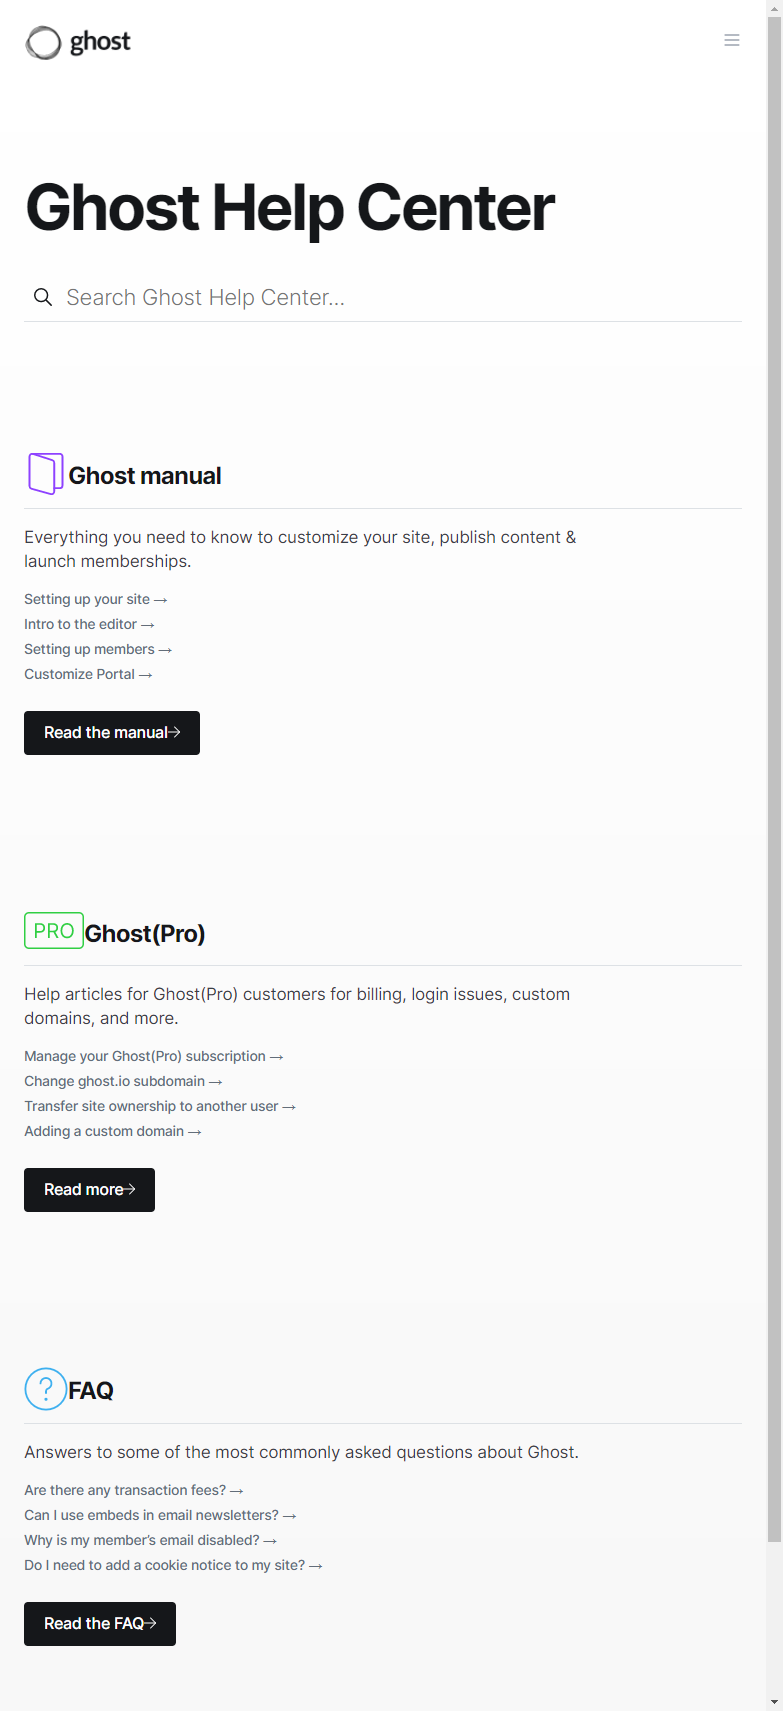 ghost
Ghost Help Center
Search Ghost Help Center...
Ghost manual
Everything you need to know to customize your site, publish content &
launch memberships.
Setting up your site →
Intro to the editor →
Setting up members →
Customize Portal →
Read the manual→
PRO Ghost(Pro)
Help articles for Ghost(Pro) customers for billing, login issues, custom
domains, and more.
Manage your Ghost(Pro) subscription →
Change ghost.io subdomain →
Transfer site ownership to another user →
Adding a custom domain →
Read more→
? FAQ
Answers to some of the most commonly asked questions about Ghost.
Are there any transaction fees? →
Can I use embeds in email newsletters? →
Why is my member’s email disabled? →
Do I need to add a cookie notice to my site? →
Read the FAQ→